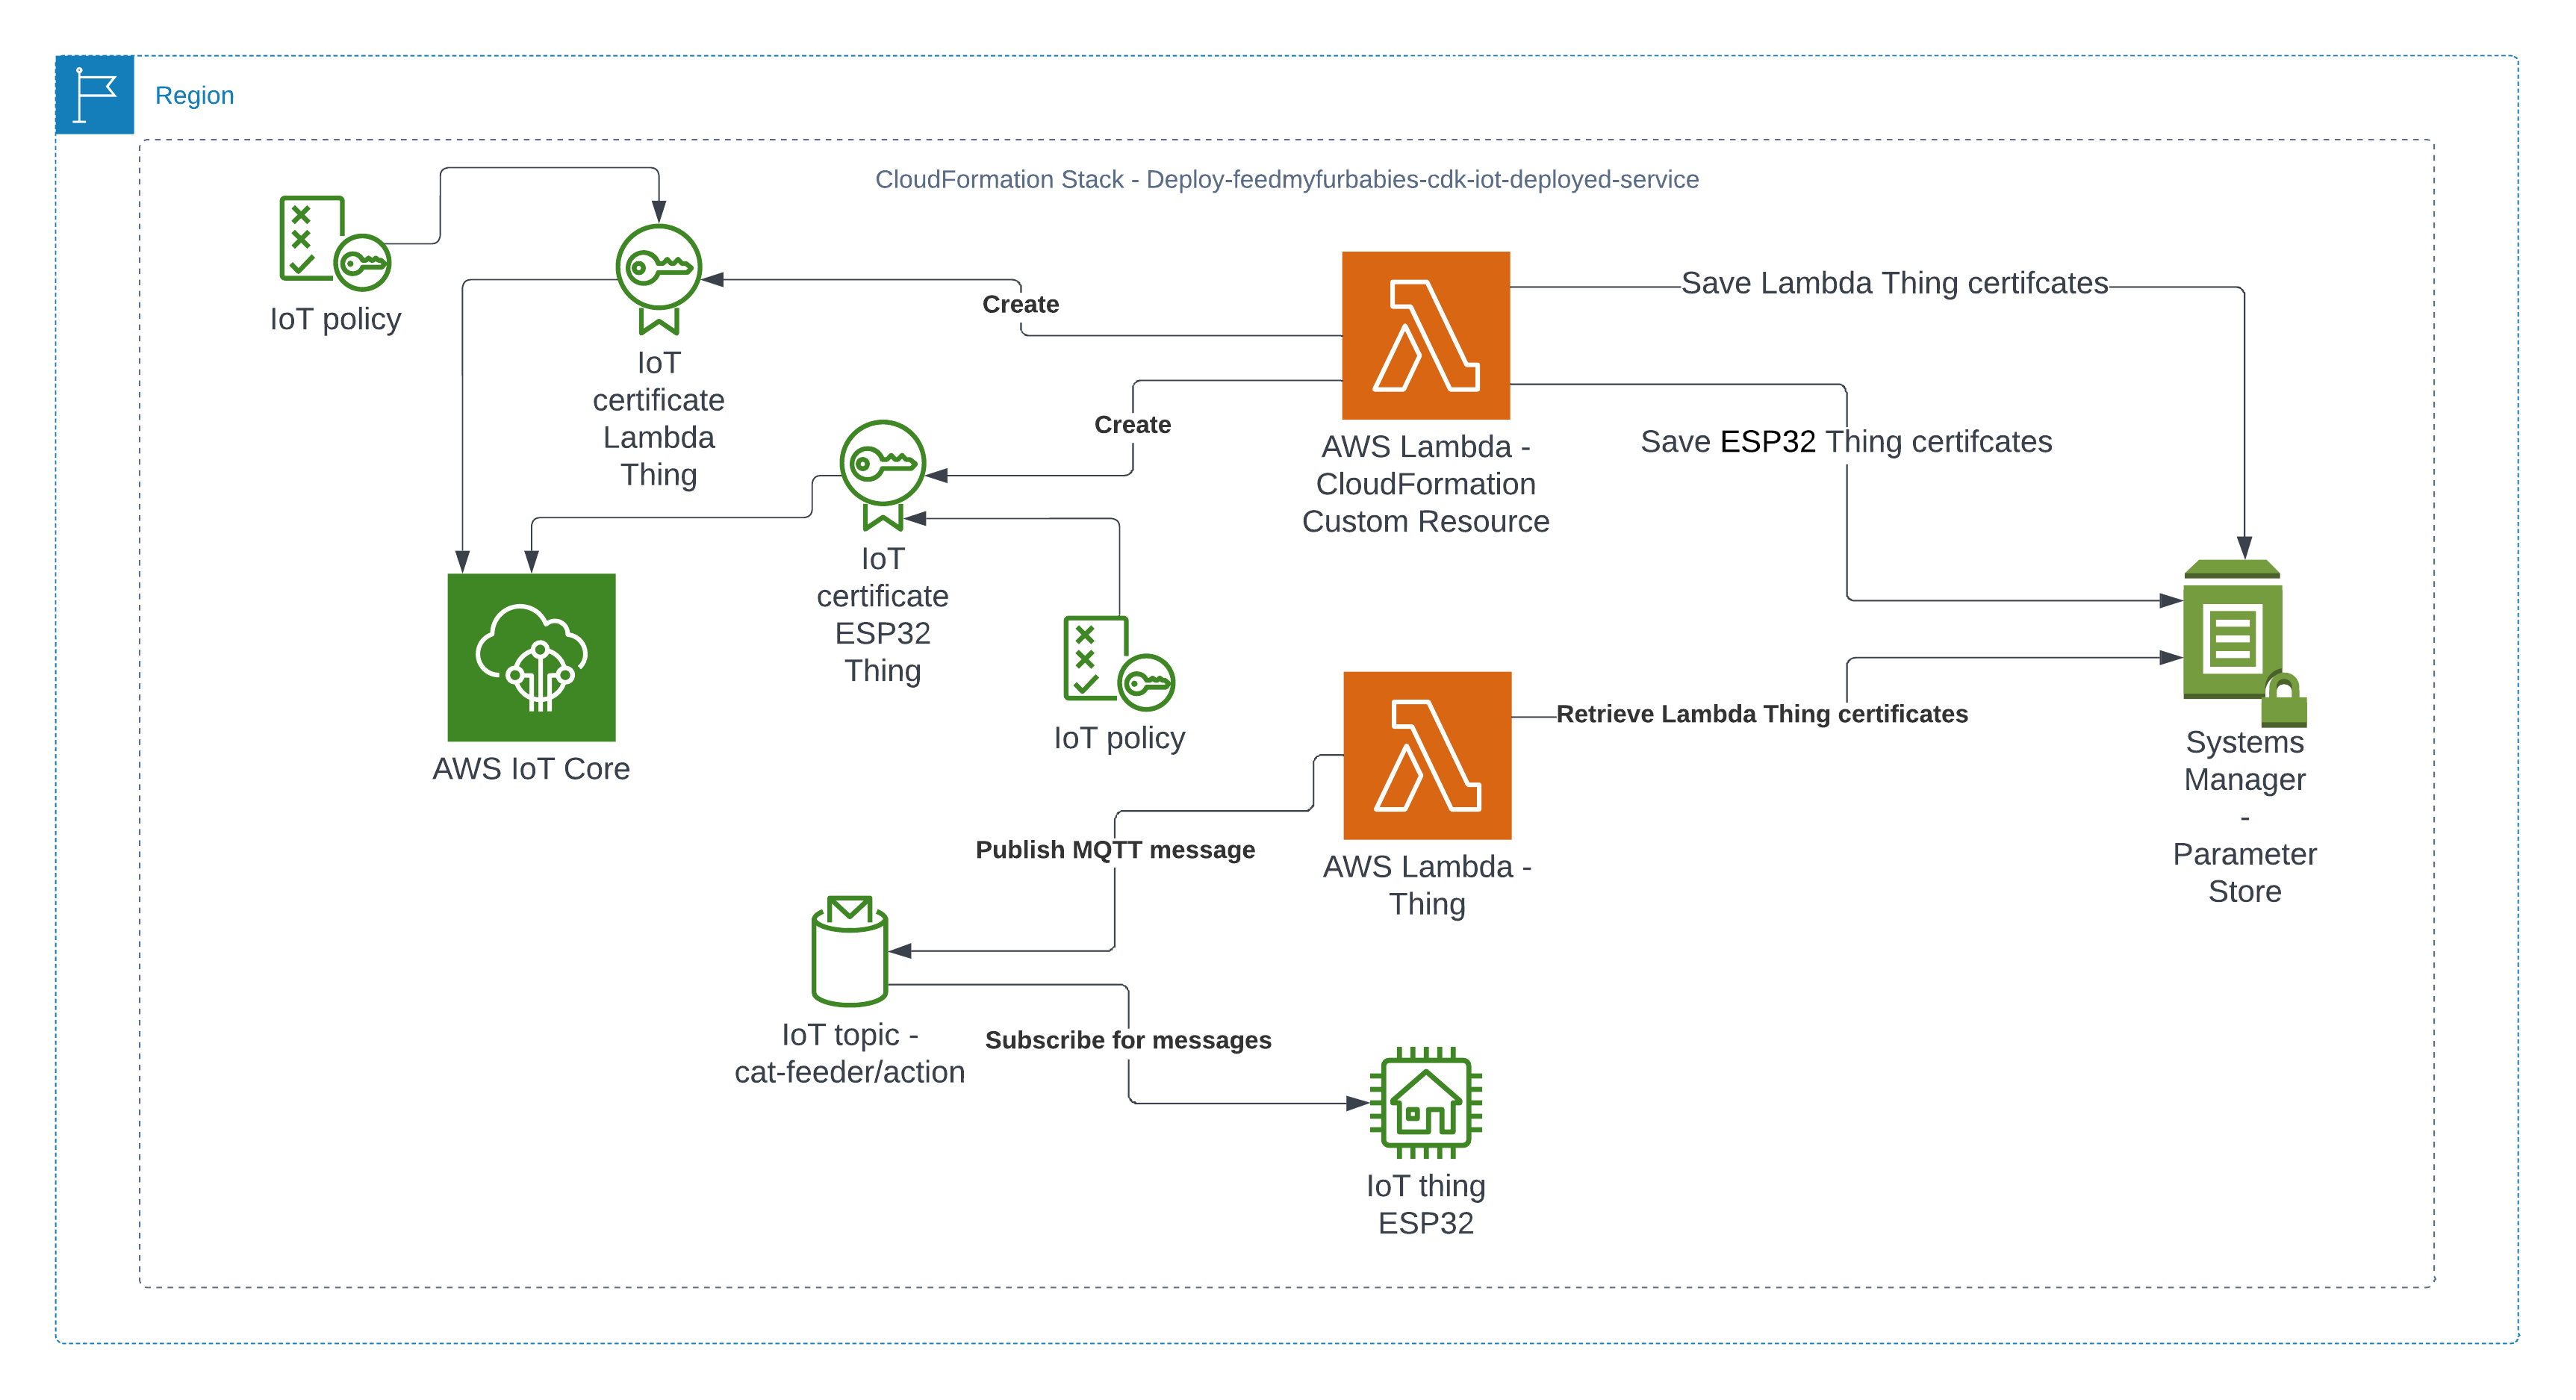 Region
CloudFormation Stack - Deploy-feedmyfurbabies-cdk-iot-deployed-service
IoT policy
IoT
certificate
Lambda
Thing
Create
Save Lambda Thing certifcates
Create
AWS Lambda -
CloudFormation
Custom Resource
Save ESP32 Thing certifcates
IoT
certificate
ESP32
Thing
IoT policy
AWS IoT Core
Retrieve Lambda Thing certificates
Systems
Manager
-
Parameter
Store
Publish MQTT message
AWS Lambda -
Thing
IoT topic -
cat-feeder/action
Subscribe for messages
IoT thing
ESP32